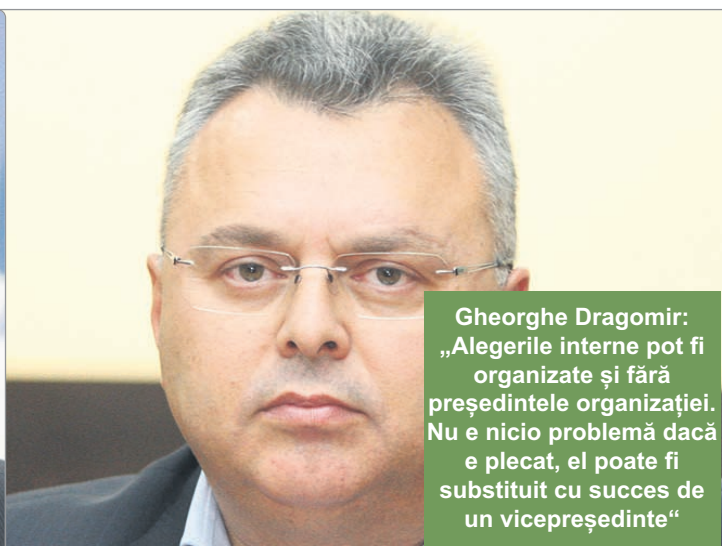 Gheorghe Dragomir:
„Alegerile interne pot fi
organizate și fără
președintele organizației.
Nu e nicio problemă dacă
e plecat, el poate fi
substituit cu succes de
un vicepreședinte“